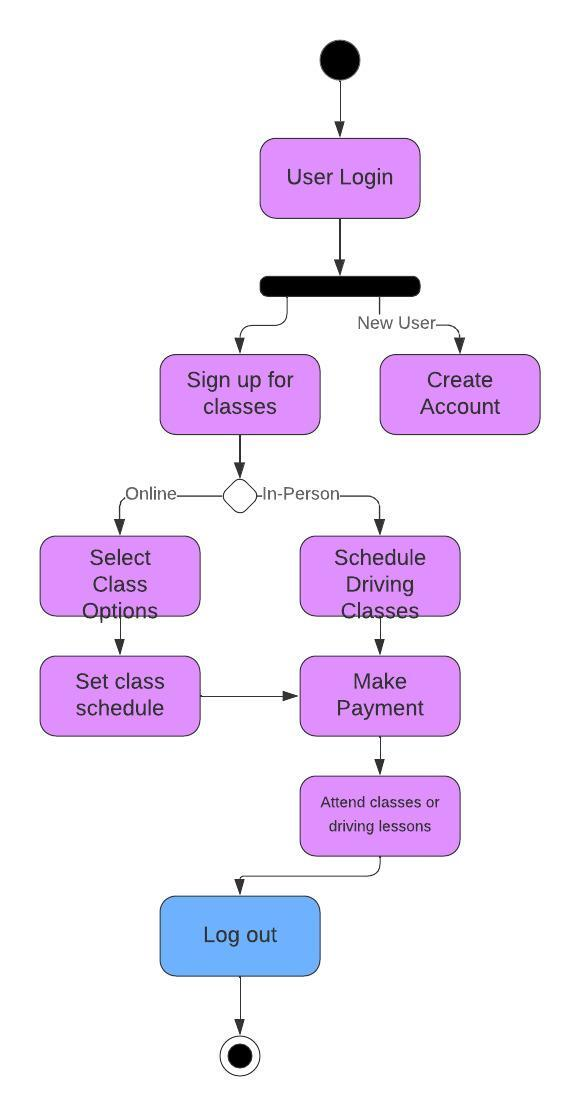 User Login
New User
Sign up for
classes
Create
Account
Online
In-Person
Select
Class
Options
Schedule
Driving
Classes
Set class
schedule
Make
Payment
Attend classes or
driving lessons
Log out